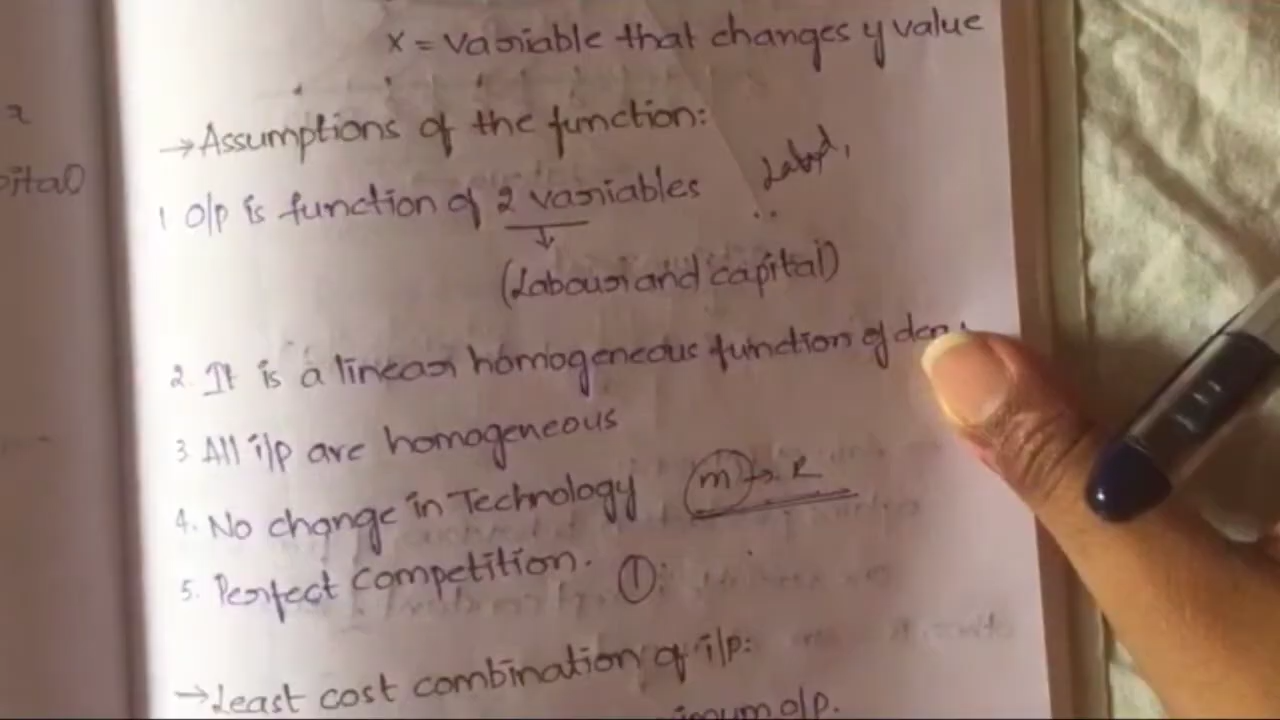 x = variable that changes y value
→ Assumptions of the function:
1 O/p is function of 2 variables
↓
(Labour and capital)
2. It is a linear homogeneous function of
3 All i/p are homogeneous
4. No change in Technology
5. Perfect Competition. ①
→ Least cost combination of i/p:
o/p.